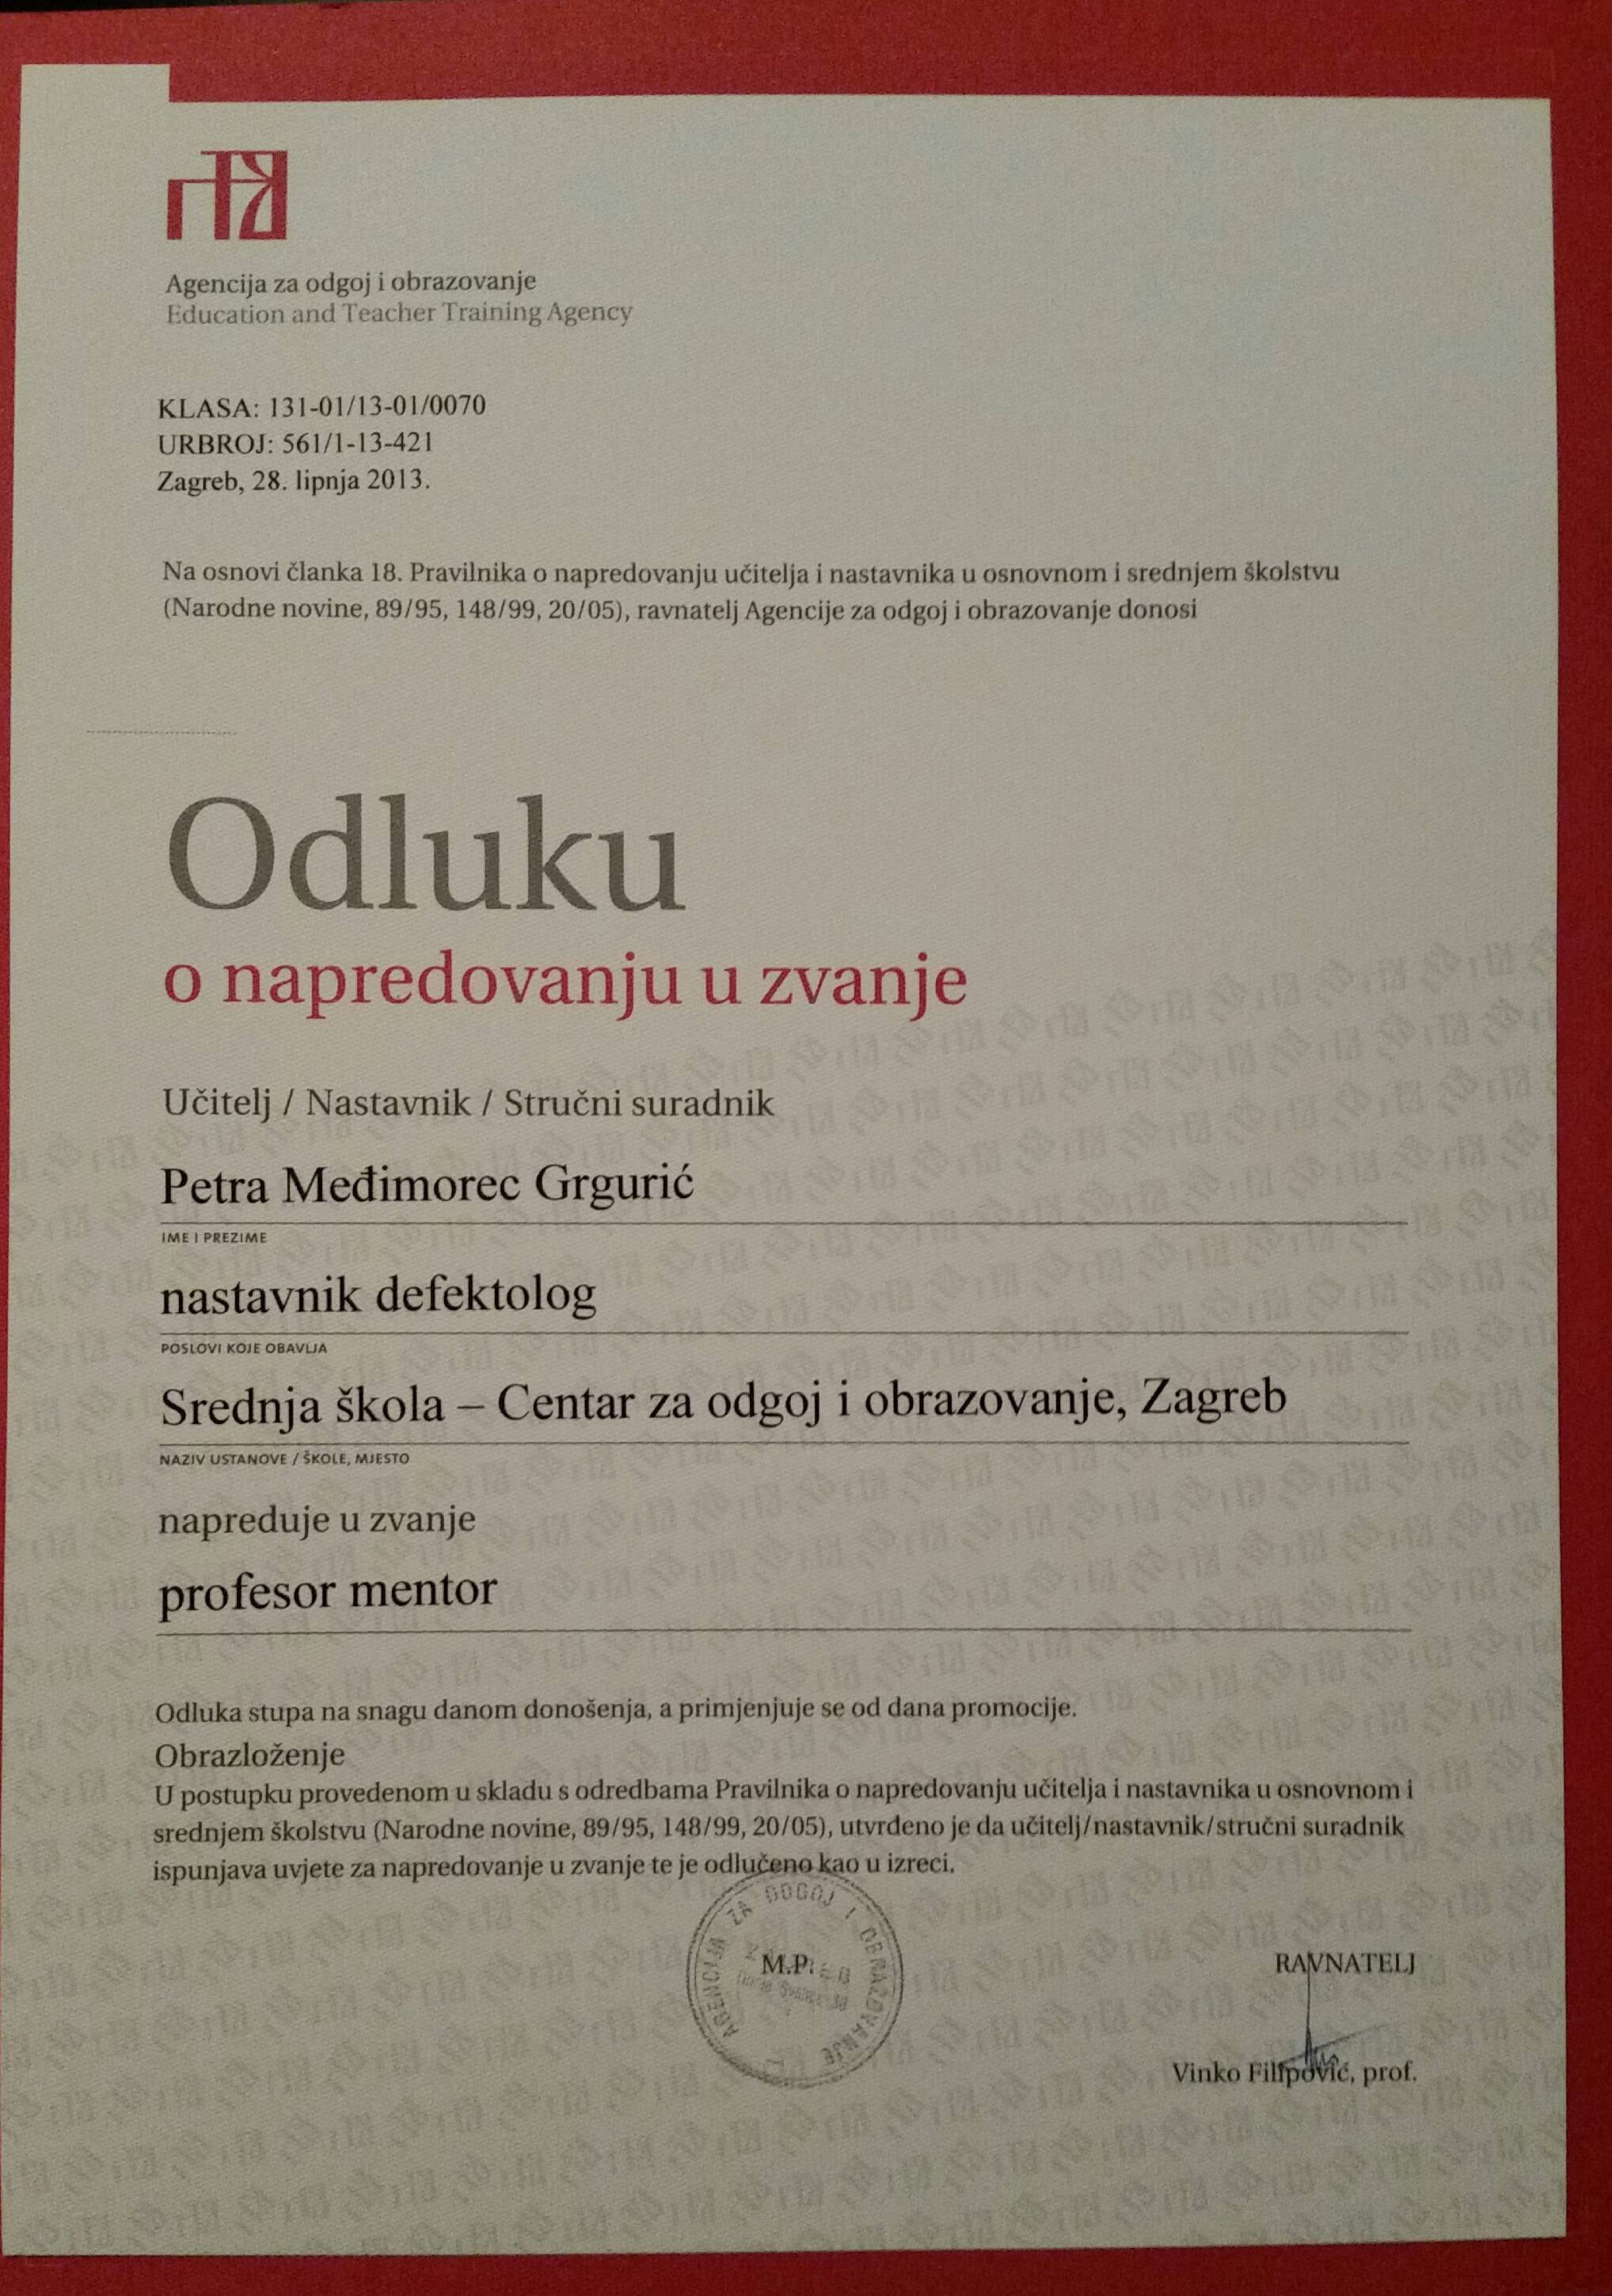 Agencija za odgoj i obrazovanje
Education and Teacher Training Agency
KLASA: 131-01/13-01/0070
URBROJ: 561/1-13-421
Zagreb, 28. lipnja 2013.
Na osnovi članka 18. Pravilnika o napredovanju učitelja i nastavnika u osnovnom i srednjem školstvu
(Narodne novine, 89/95, 148/99, 20/05), ravnatelj Agencije za odgoj i obrazovanje donosi
Odluku
o napredovanju u zvanje
Učitelj / Nastavnik / Stručni suradnik
Petra Međimorec Grgurić
IME I PREZIME
nastavnik defektolog
POSLOVI KOJE OBAVLJA
Srednja škola – Centar za odgoj i obrazovanje, Zagreb
NAZIV USTANOVE / ŠKOLE, MJESTO
napreduje u zvanje
profesor mentor
Odluka stupa na snagu danom donošenja, a primjenjuje se od dana promocije.
Obrazloženje
U postupku provedenom u skladu s odredbama Pravilnika o napredovanju učitelja i nastavnika u osnovnom i
srednjem školstvu (Narodne novine, 89/95, 148/99, 20/05), utvrđeno je da učitelj/nastavnik/stručni suradnik
ispunjava uvjete za napredovanje u zvanje te je odlučeno kao u izreci.
AGENCIJA ZA ODGOJ I OBRAZOVANJE
M.P.
RAVNATELJ
Vinko Filipović, prof.